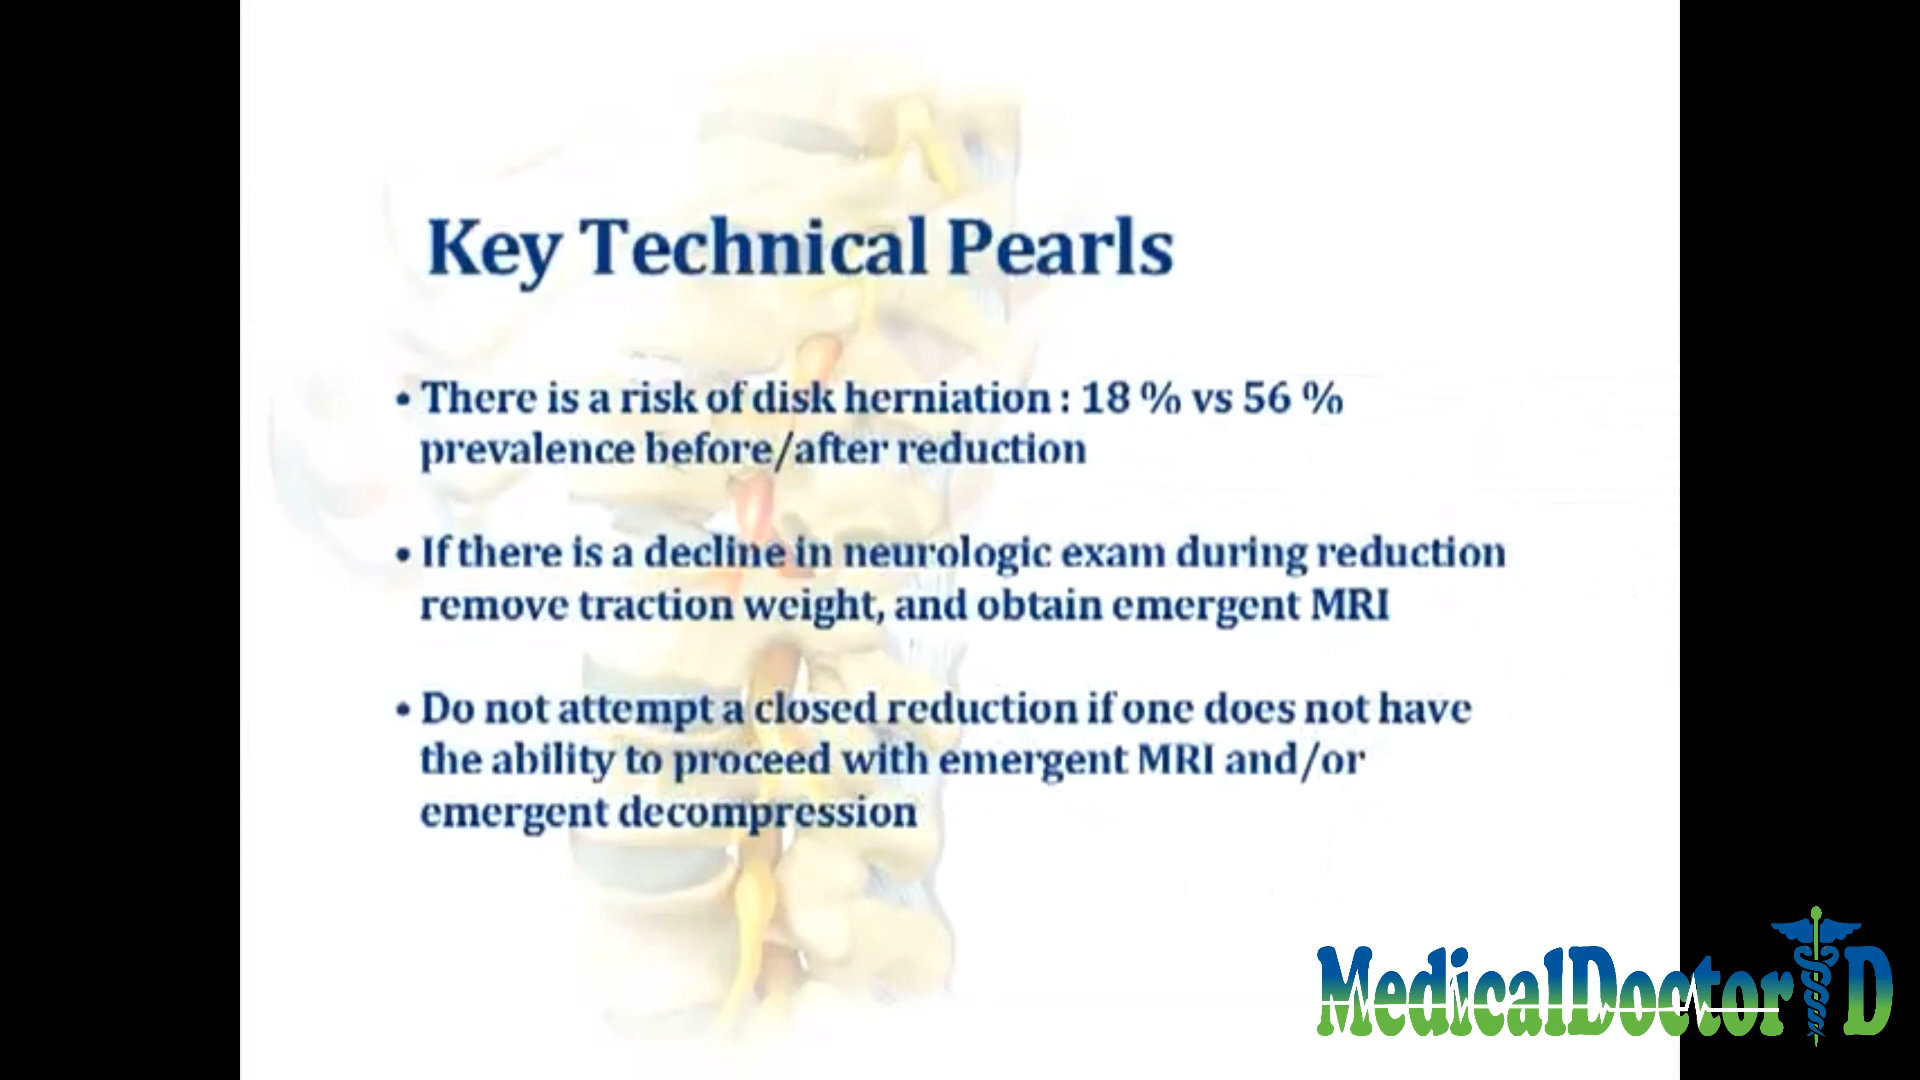 Key Technical Pearls
• There is a risk of disk herniation : 18 % vs 56 %
prevalence before/after reduction
• If there is a decline in neurologic exam during reduction
remove traction weight, and obtain emergent MRI
• Do not attempt a closed reduction if one does not have
the ability to proceed with emergent MRI and/or
emergent decompression
MedicalDoctor D